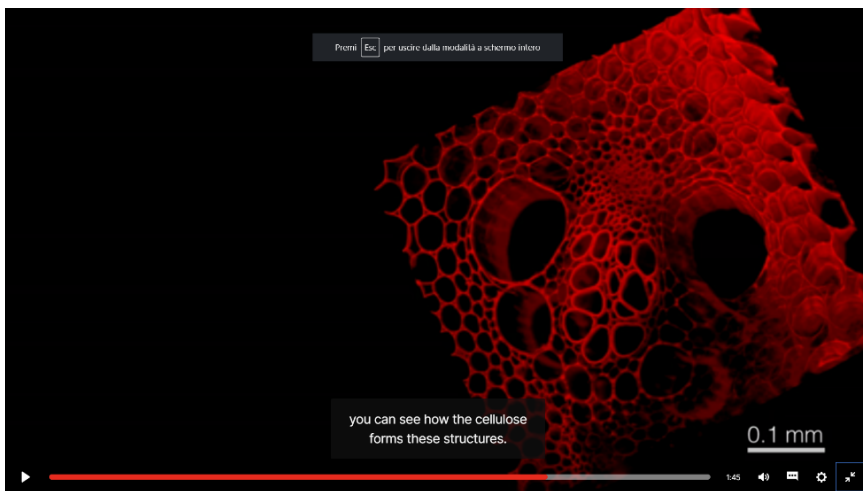 Premi Esc per uscire dalla modalità a schermo intero
you can see how the cellulose
forms these structures.
0.1 mm
1:45